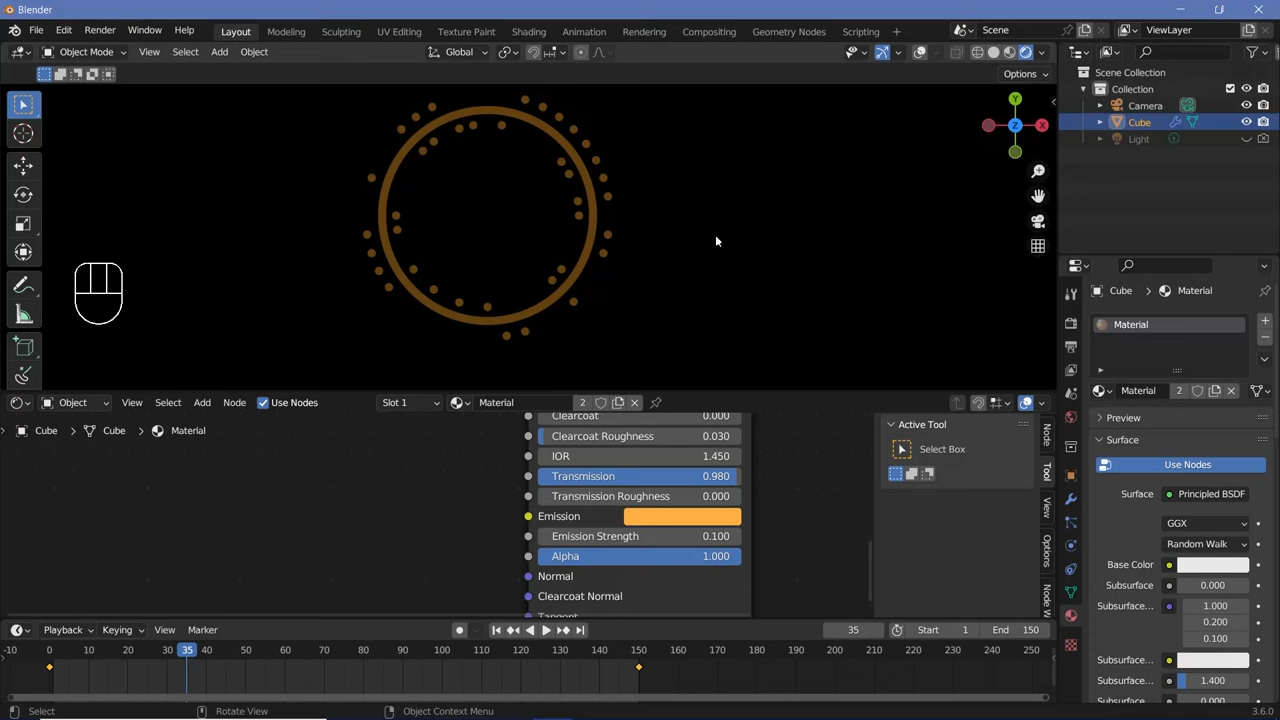 Blender
File Edit Render Window Help Layout Modeling Sculpting UV Editing Texture Paint Shading Animation Rendering Compositing Geometry Nodes Scripting + Scene ViewLayer
Object Mode View Select Add Object Global
Options
Scene Collection
Collection
Camera
Cube
Light
Y
Z X
Cube Material
Material
Material 2
Preview
Surface
Use Nodes
Surface Principled BSDF
GGX
Random Walk
Base Color
Subsurface 0.000
Subsurface... 1.000
0.200
0.100
Subsurface...
Subsurface... 1.400
0.000
Object View Select Add Node Use Nodes Slot 1 Material 2
Cube Cube Material
Clearcoat 0.000
Clearcoat Roughness 0.030
IOR 1.450
Transmission 0.980
Transmission Roughness 0.000
Emission
Emission Strength 0.100
Alpha 1.000
Normal
Clearcoat Normal
Tangent
Active Tool
Select Box
Node
Tool
View
Options
Node W
Playback Keying View Marker 35 Start 1 End 150
-10 0 10 20 30 35 40 50 60 70 80 90 100 110 120 130 140 150 160 170 180 190 200 210 220 230 240 250
Select Rotate View Object Context Menu 3.6.0